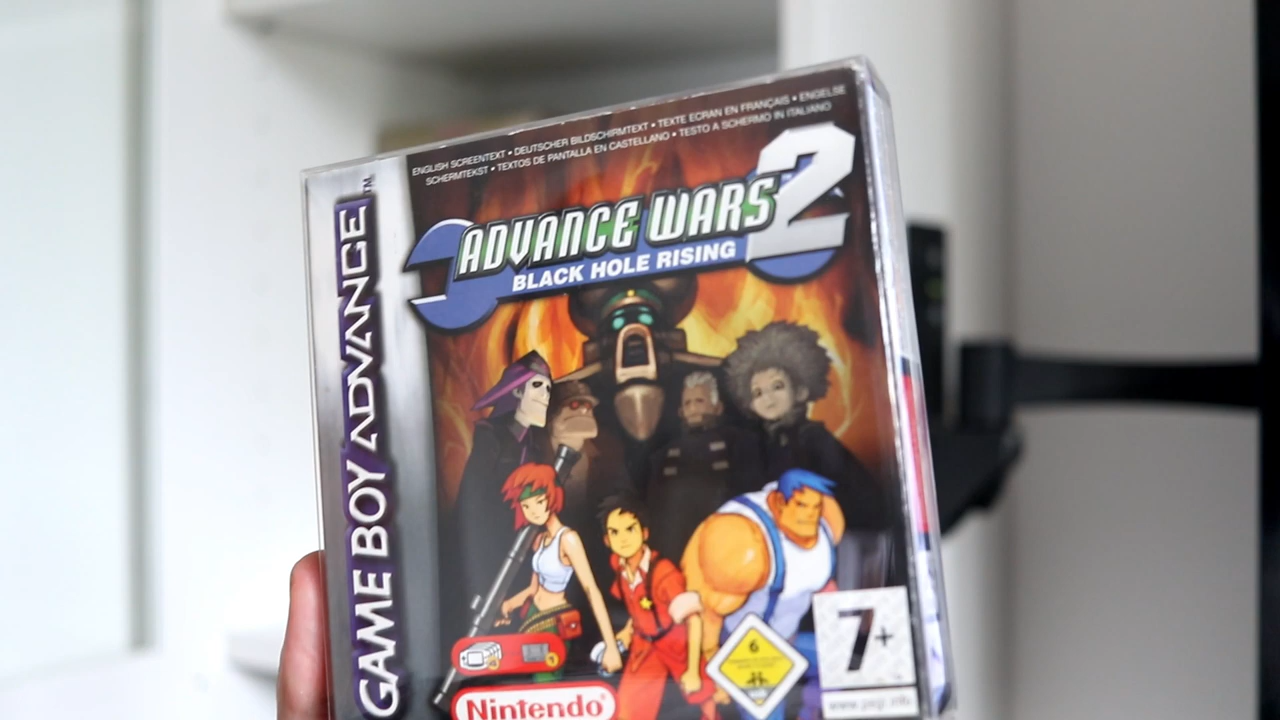 ENGLISH SCREENTEXT • DEUTSCHER BILDSCHIRMTEXT • TEXTE ECRAN EN FRANÇAIS • ENGELSE
SCHERMTEKST • TEXTOS DE PANTALLA EN CASTELLANO • TESTO A SCHERMO IN ITALIANO
ADVANCE WARS 2
BLACK HOLE RISING
GAME BOY ADVANCE™
6
7+
www.pegi.info
Nintendo®